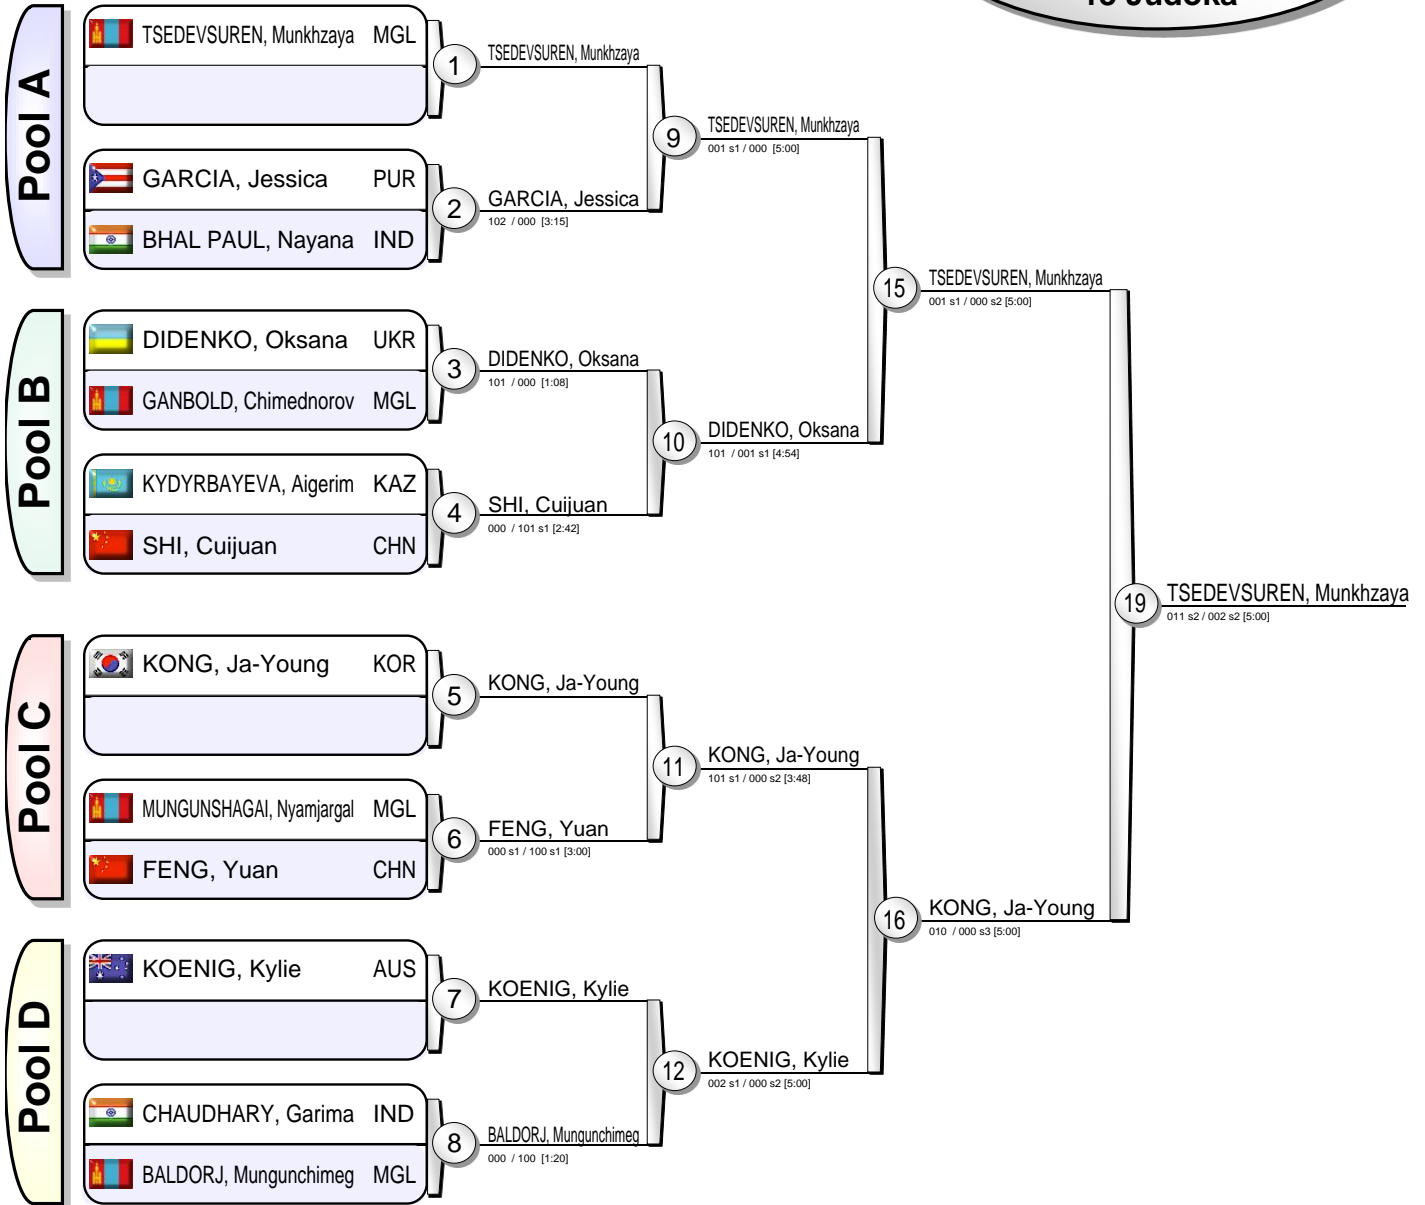 13 Judoka
Pool A
TSEDEVSUREN, Munkhzaya MGL
1
TSEDEVSUREN, Munkhzaya
GARCIA, Jessica PUR
BHAL PAUL, Nayana IND
2
GARCIA, Jessica
102 / 000 [3:15]
9
TSEDEVSUREN, Munkhzaya
001 s1 / 000 [5:00]
Pool B
DIDENKO, Oksana UKR
GANBOLD, Chimednorov MGL
3
DIDENKO, Oksana
101 / 000 [1:08]
KYDYRBAYEVA, Aigerim KAZ
SHI, Cuijuan CHN
4
SHI, Cuijuan
000 / 101 s1 [2:42]
10
DIDENKO, Oksana
101 / 001 s1 [4:54]
15
TSEDEVSUREN, Munkhzaya
001 s1 / 000 s2 [5:00]
Pool C
KONG, Ja-Young KOR
5
KONG, Ja-Young
MUNGUNSHAGAI, Nyamjargal MGL
FENG, Yuan CHN
6
FENG, Yuan
000 s1 / 100 s1 [3:00]
11
KONG, Ja-Young
101 s1 / 000 s2 [3:48]
Pool D
KOENIG, Kylie AUS
7
KOENIG, Kylie
CHAUDHARY, Garima IND
BALDORJ, Mungunchimeg MGL
8
BALDORJ, Mungunchimeg
000 / 100 [1:20]
12
KOENIG, Kylie
002 s1 / 000 s2 [5:00]
16
KONG, Ja-Young
010 / 000 s3 [5:00]
19
TSEDEVSUREN, Munkhzaya
011 s2 / 002 s2 [5:00]